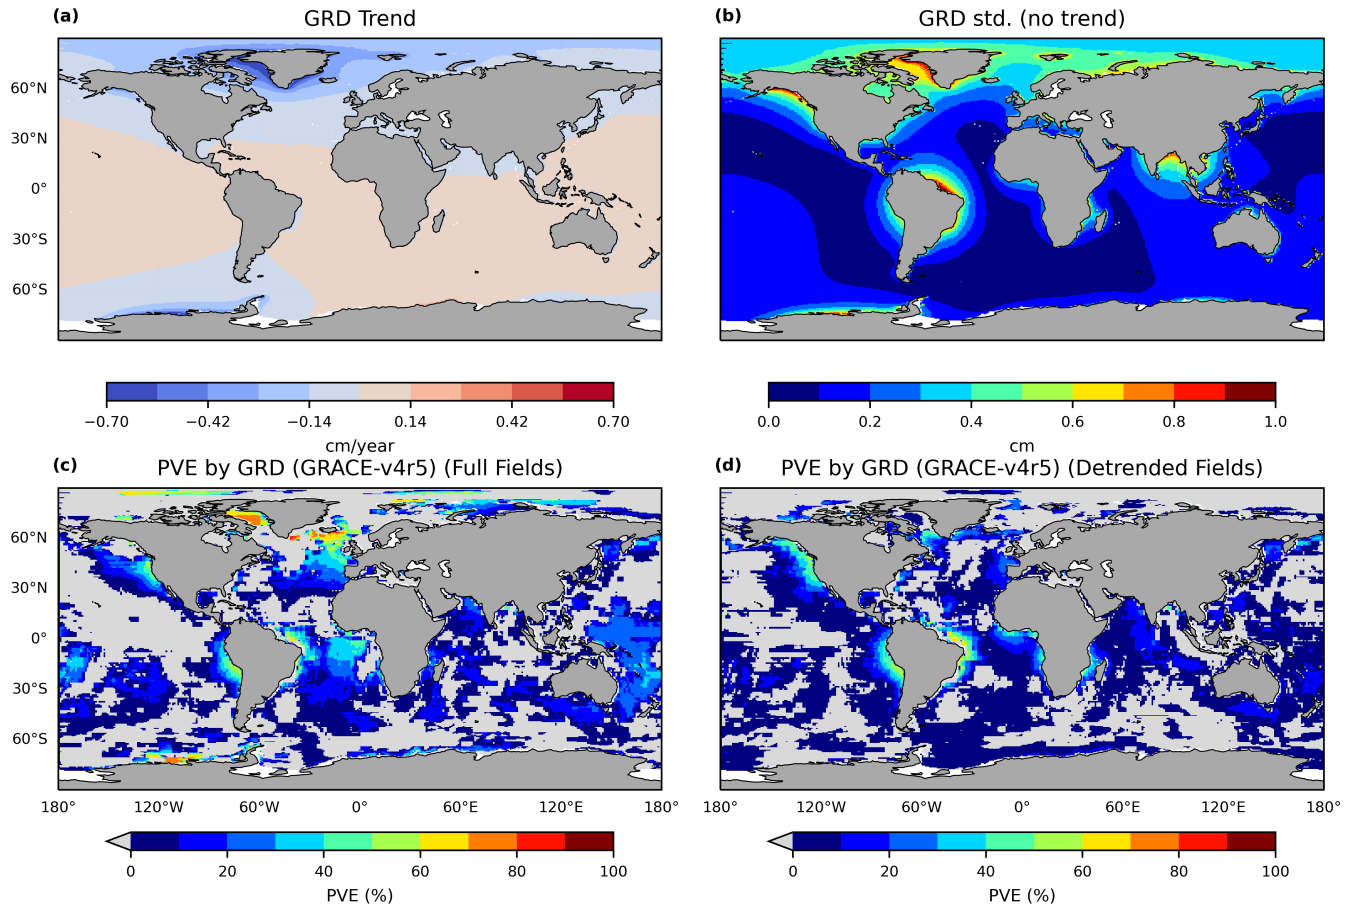 (a) GRD Trend
(b) GRD std. (no trend)
60°N
30°N
0°
30°S
60°S
−0.70 −0.42 −0.14 0.14 0.42 0.70
cm/year
0.0 0.2 0.4 0.6 0.8 1.0
cm
(c) PVE by GRD (GRACE-v4r5) (Full Fields)
(d) PVE by GRD (GRACE-v4r5) (Detrended Fields)
60°N
30°N
0°
30°S
60°S
180° 120°W 60°W 0° 60°E 120°E 180°
180° 120°W 60°W 0° 60°E 120°E 180°
0 20 40 60 80 100
PVE (%)
0 20 40 60 80 100
PVE (%)